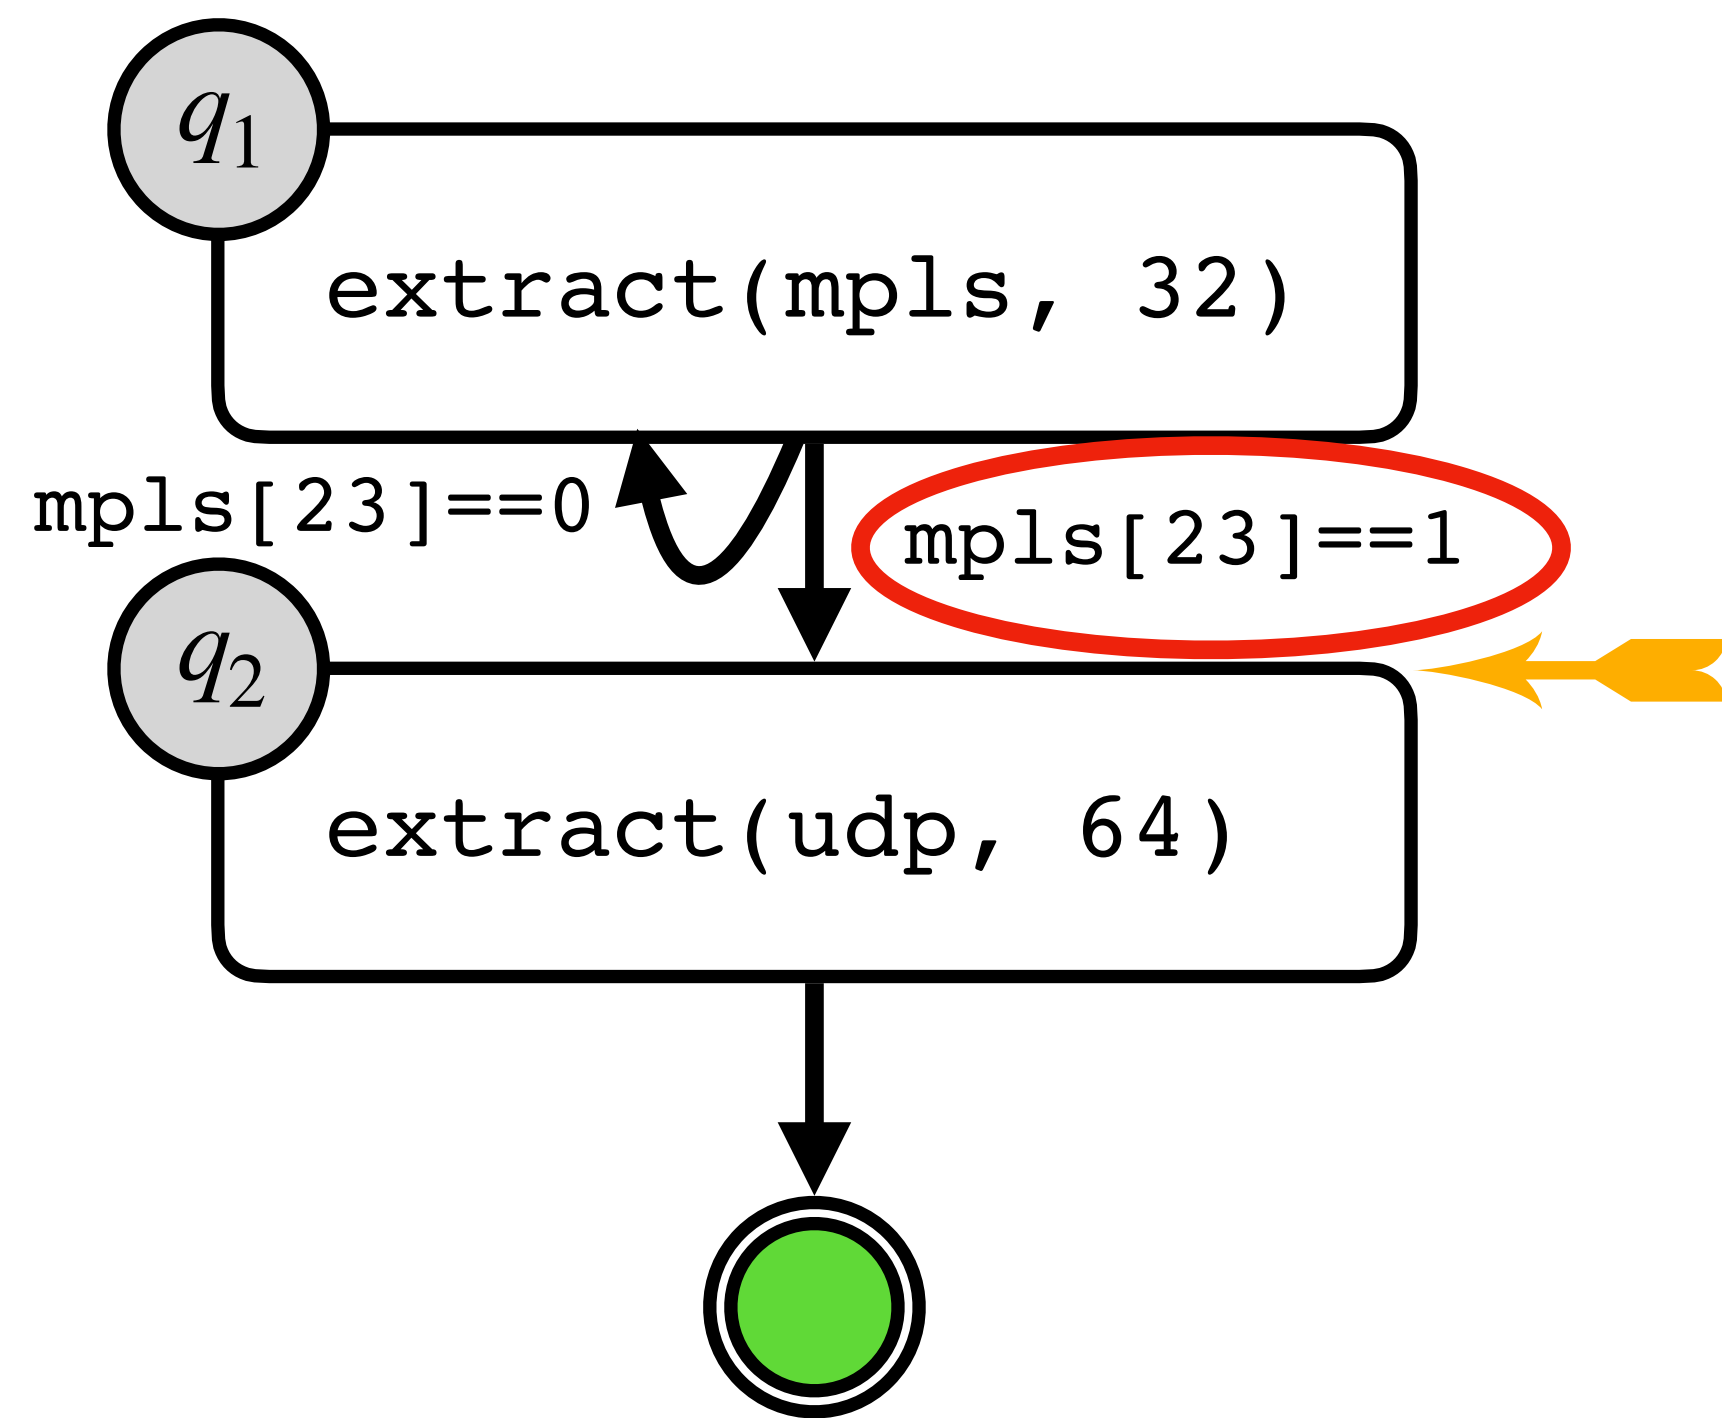 q1
extract(mpls, 32)
mpls[23]==0
mpls[23]==1
q2
extract(udp, 64)